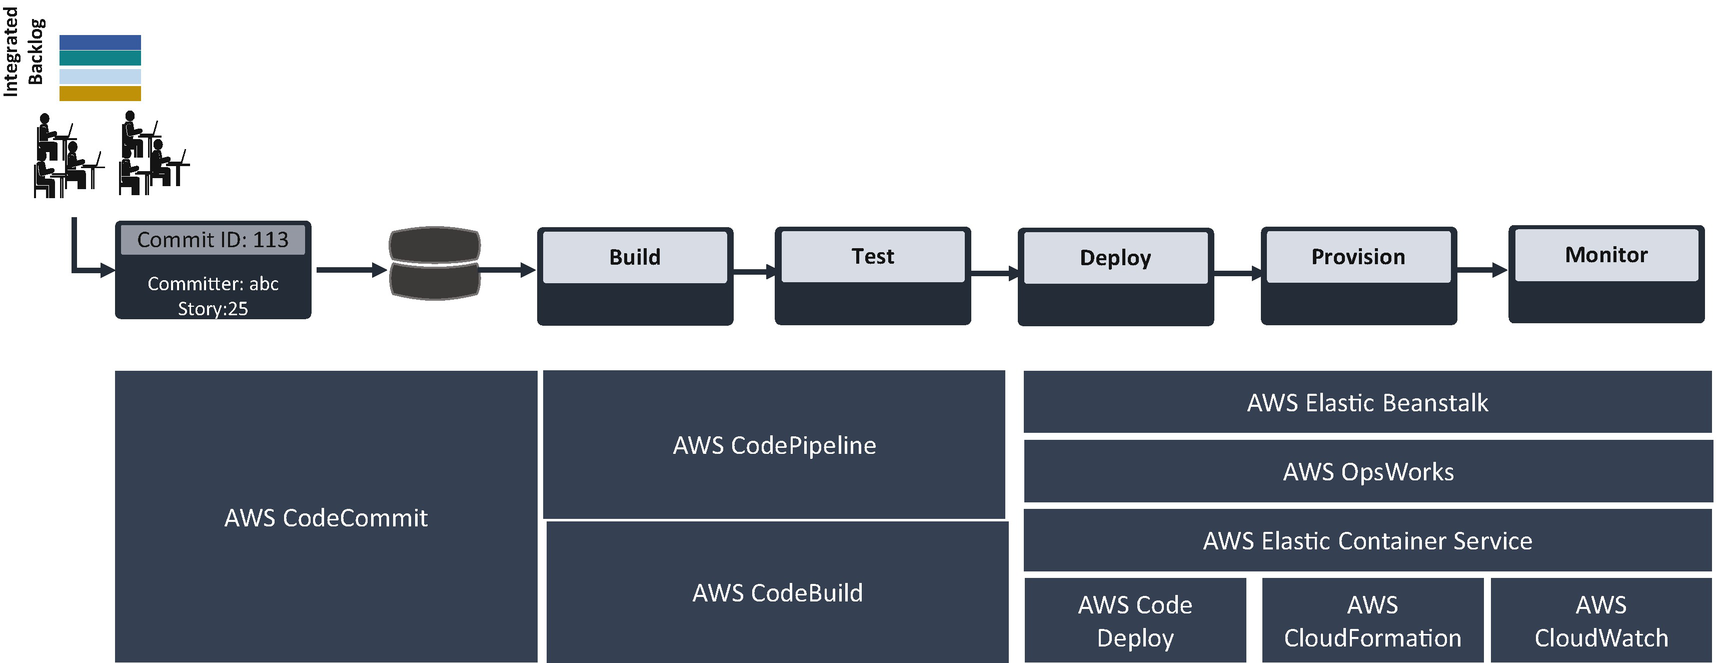 Integrated
Backlog
Commit ID: 113
Committer: abc
Story:25
Build
Test
Deploy
Provision
Monitor
AWS CodeCommit
AWS CodePipeline
AWS CodeBuild
AWS Elastic Beanstalk
AWS OpsWorks
AWS Elastic Container Service
AWS Code
Deploy
AWS
CloudFormation
AWS
CloudWatch